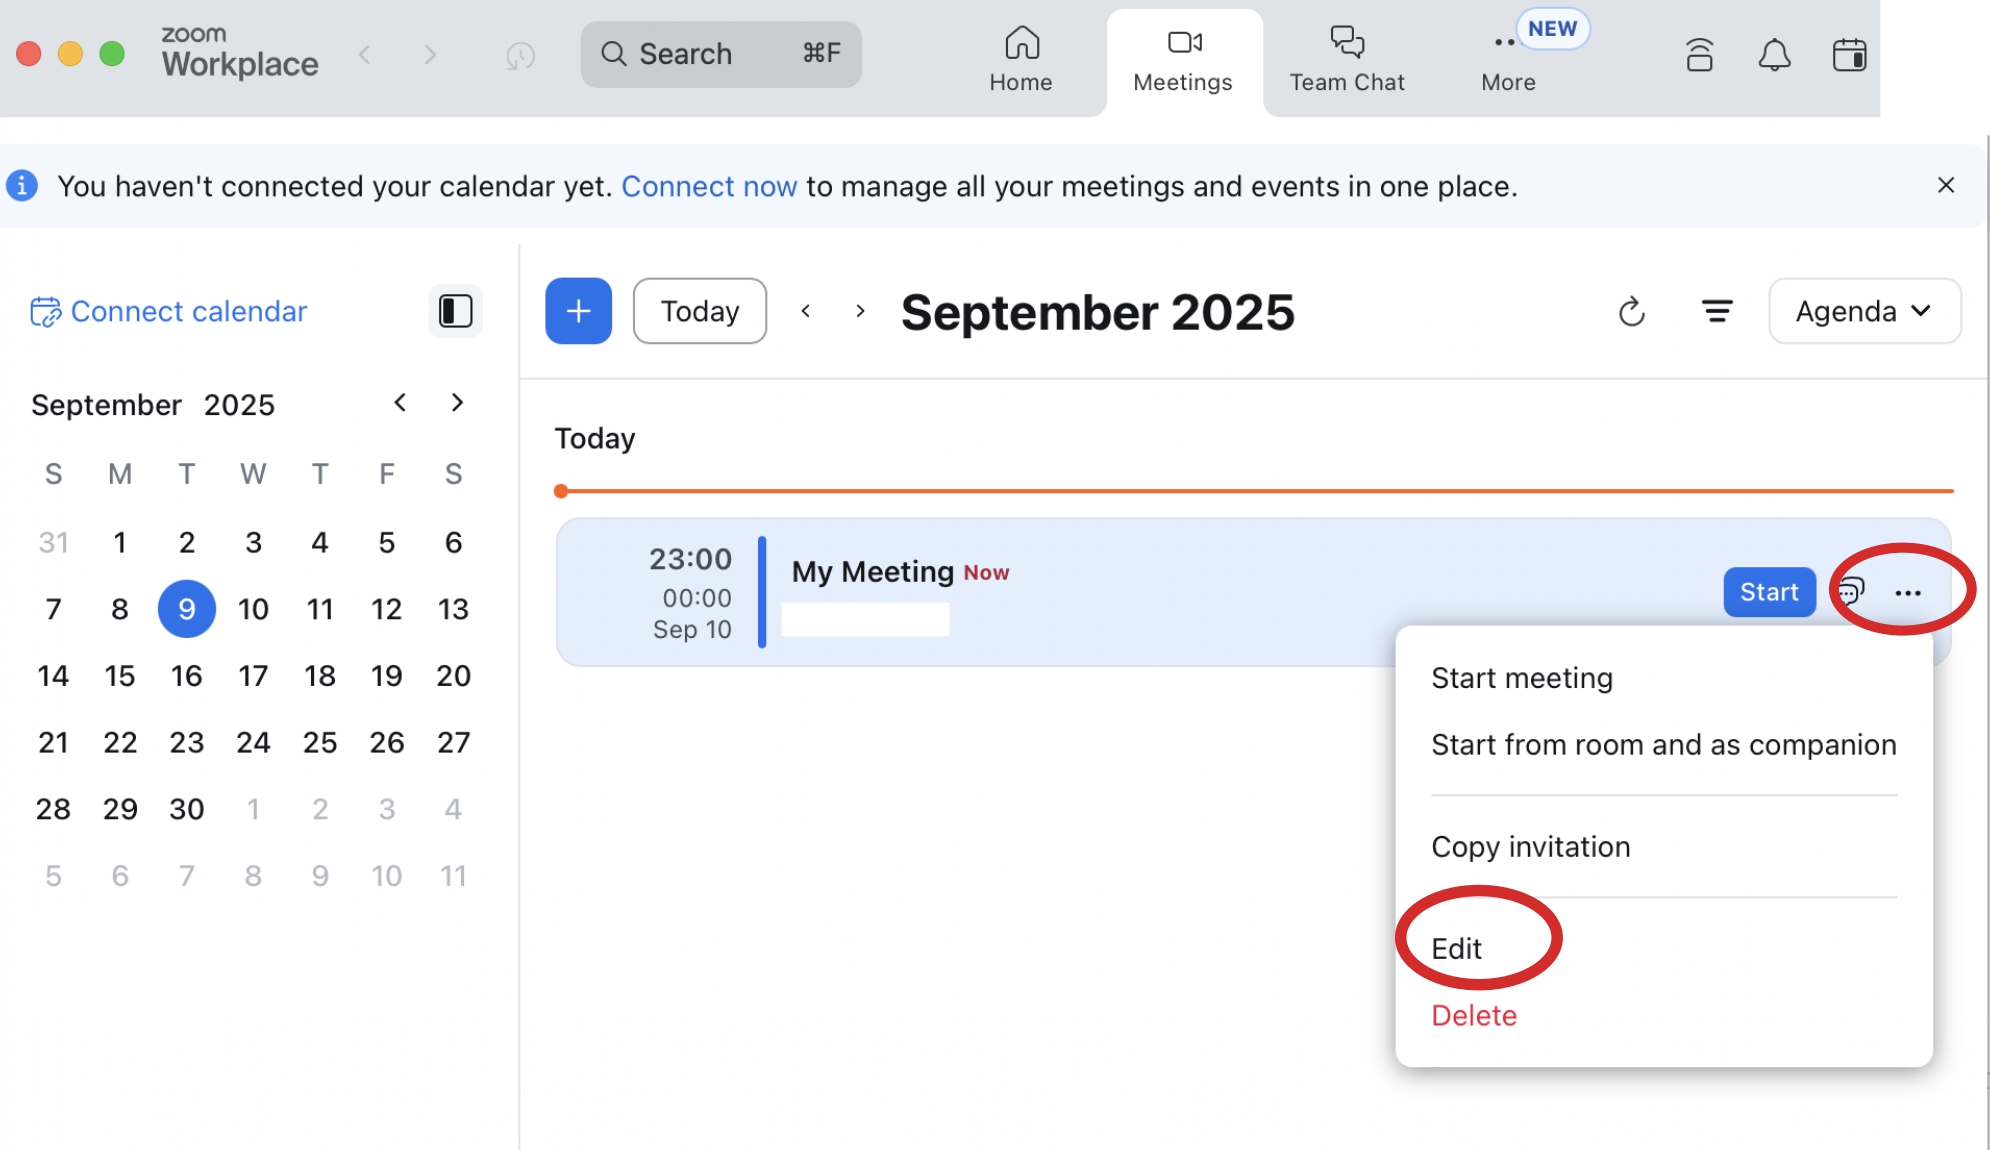 zoom
Workplace
Search ⌘F
Home
Meetings
Team Chat
More
NEW
You haven't connected your calendar yet. Connect now to manage all your meetings and events in one place.
Connect calendar
September 2025
S M T W T F S
31 1 2 3 4 5 6
7 8 9 10 11 12 13
14 15 16 17 18 19 20
21 22 23 24 25 26 27
28 29 30 1 2 3 4
5 6 7 8 9 10 11
+ Today September 2025 Agenda
Today
23:00
00:00
Sep 10
My Meeting Now
Start
Start meeting
Start from room and as companion
Copy invitation
Edit
Delete